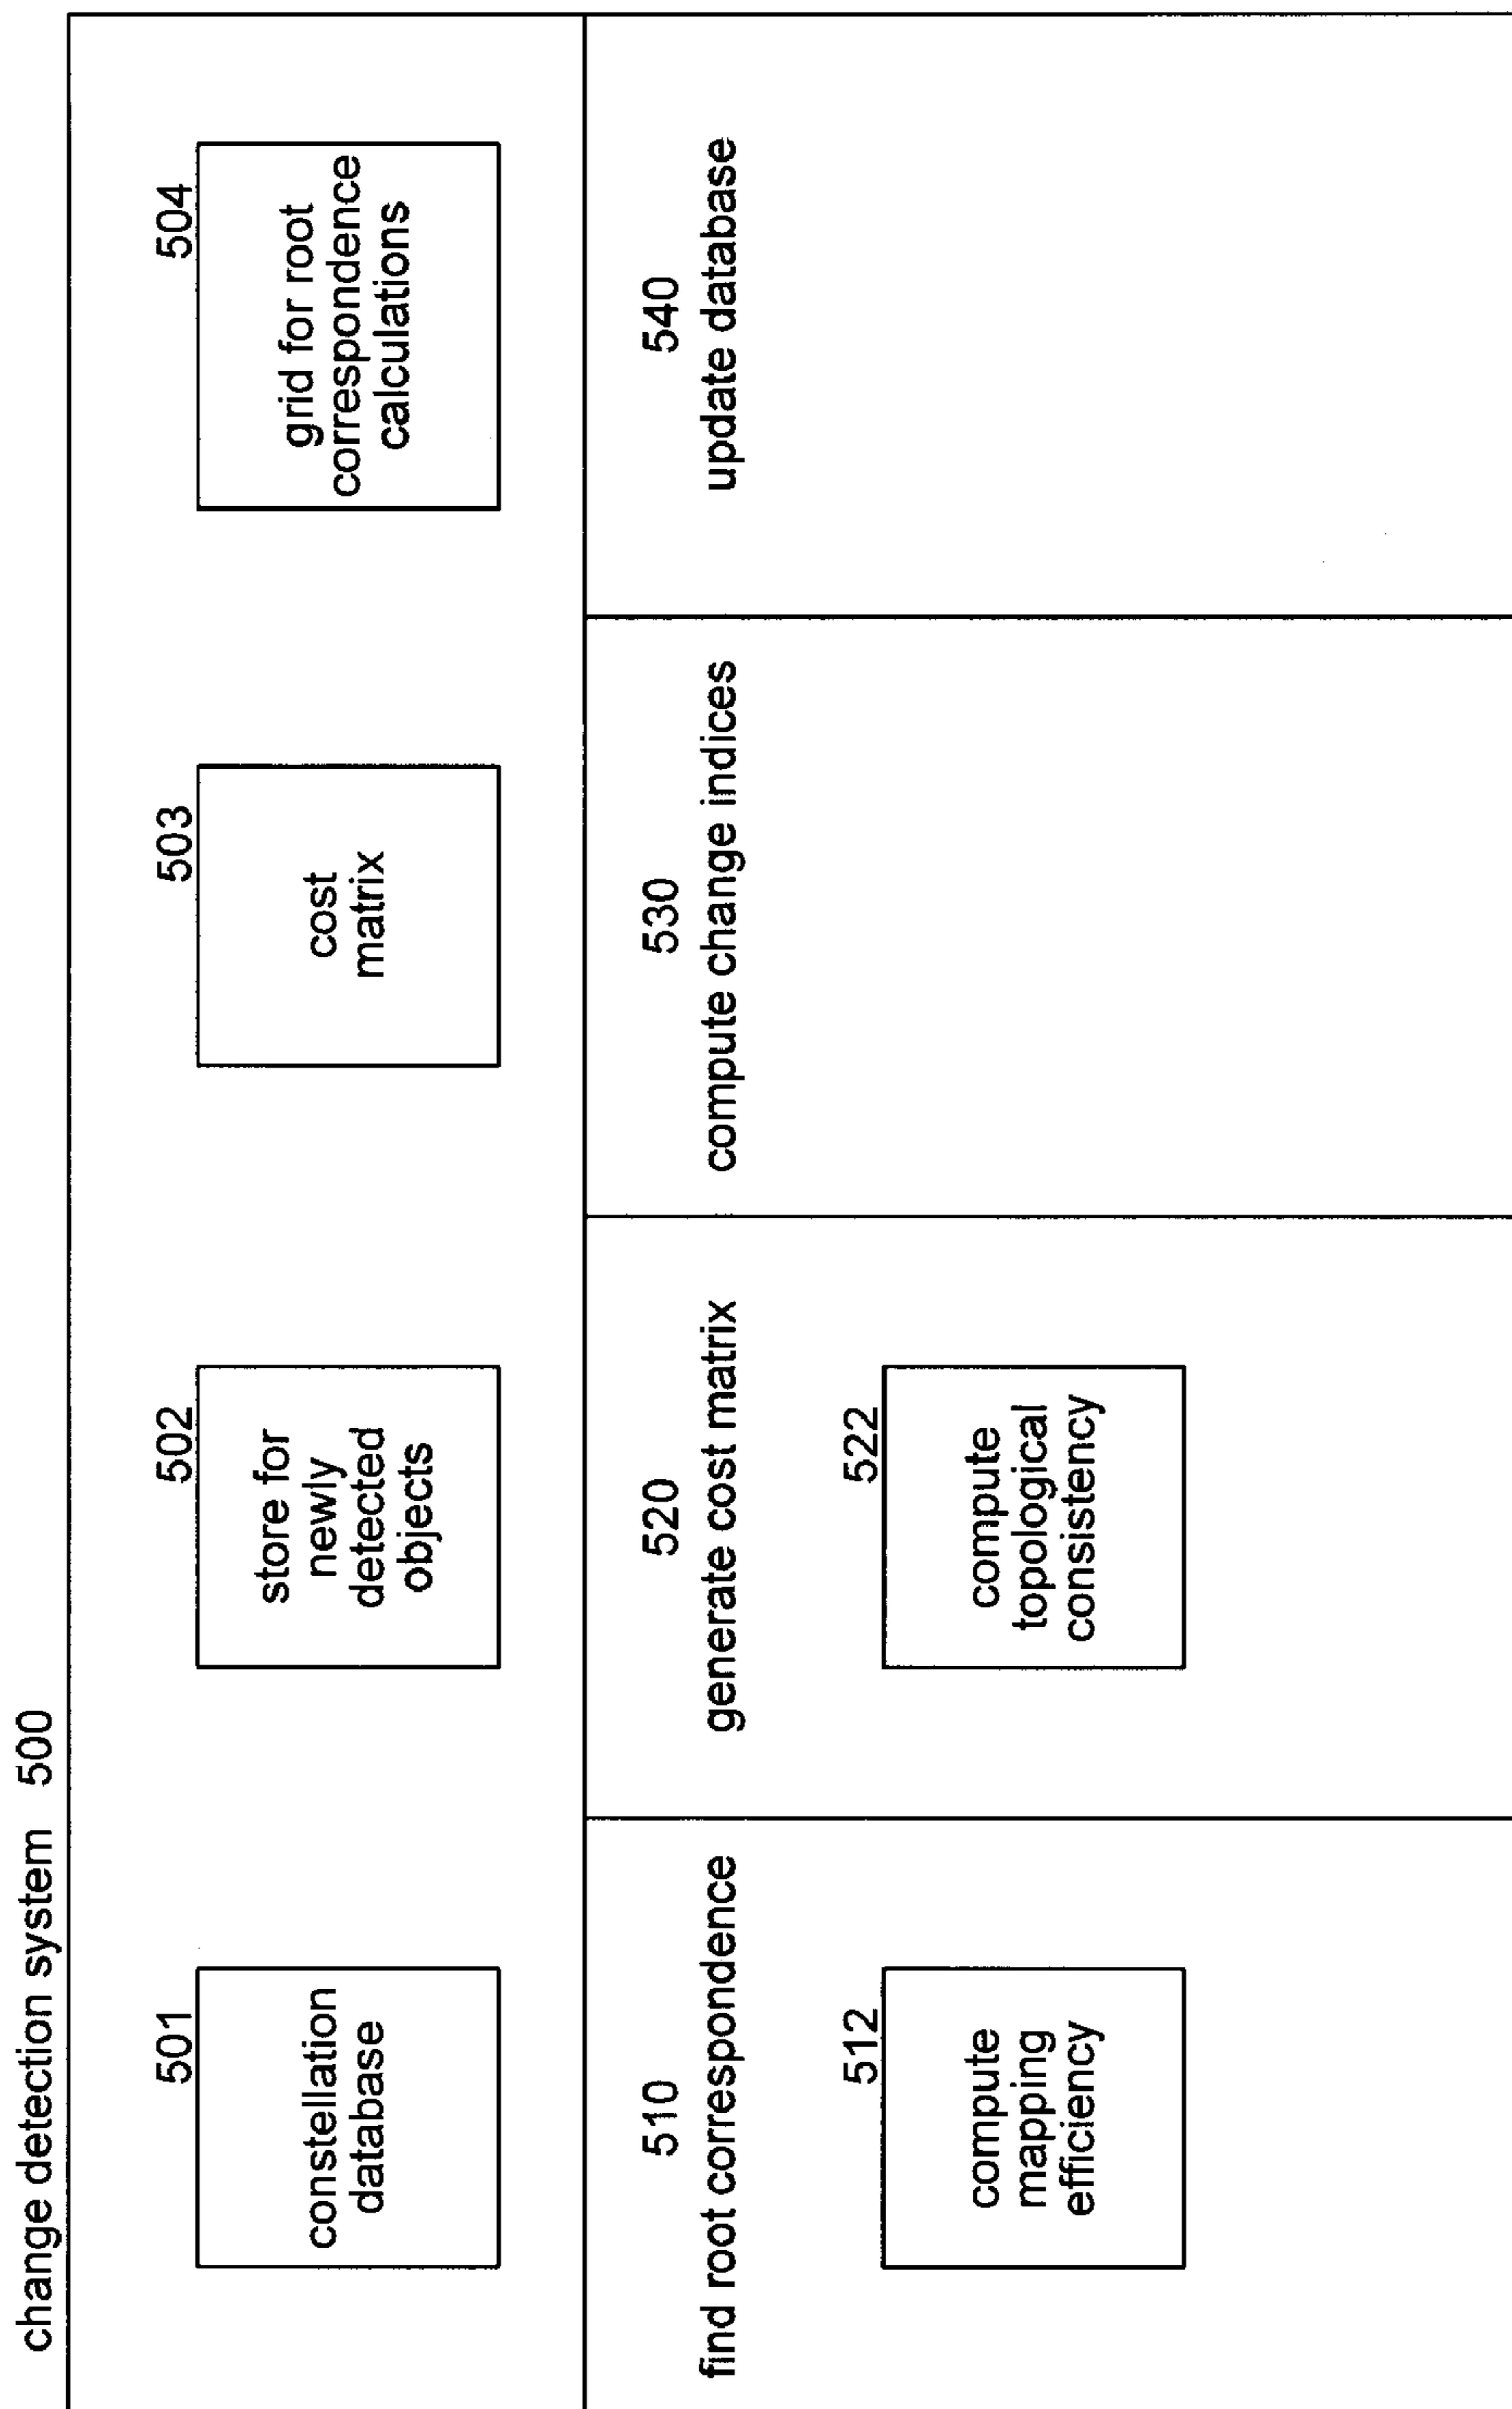 change detection system 500
501
constellation
database
502
store for
newly
detected
objects
503
cost
matrix
504
grid for root
correspondence
calculations
510
find root correspondence
512
compute
mapping
efficiency
520
generate cost matrix
522
compute
topological
consistency
530
compute change indices
540
update database